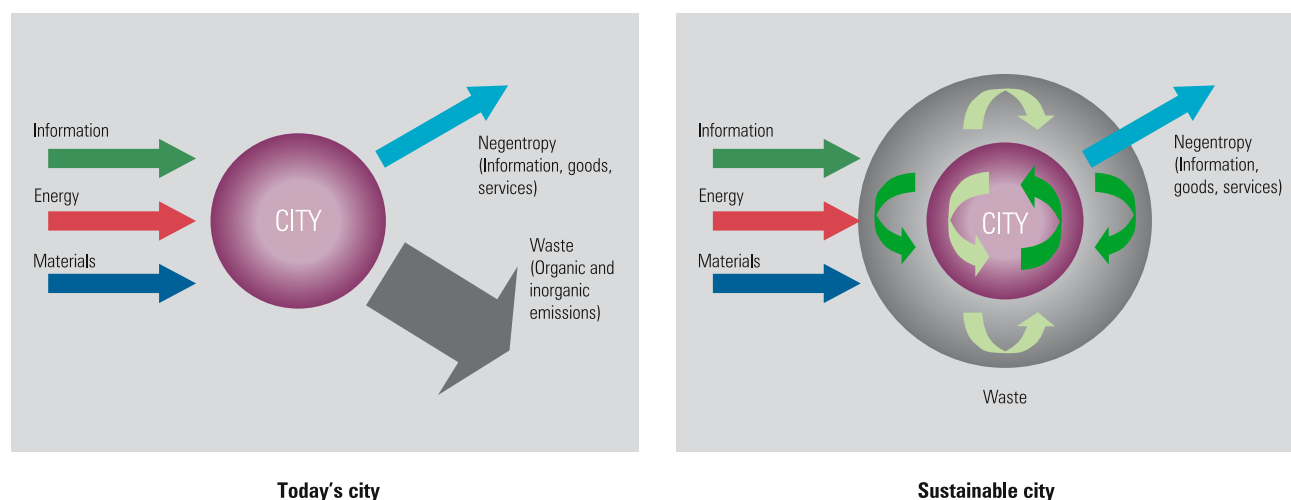 Information
Energy
Materials
CITY
Negentropy
(Information, goods,
services)
Waste
(Organic and
inorganic
emissions)
Today's city
Information
Energy
Materials
CITY
Negentropy
(Information,
goods, services)
Waste
Sustainable city